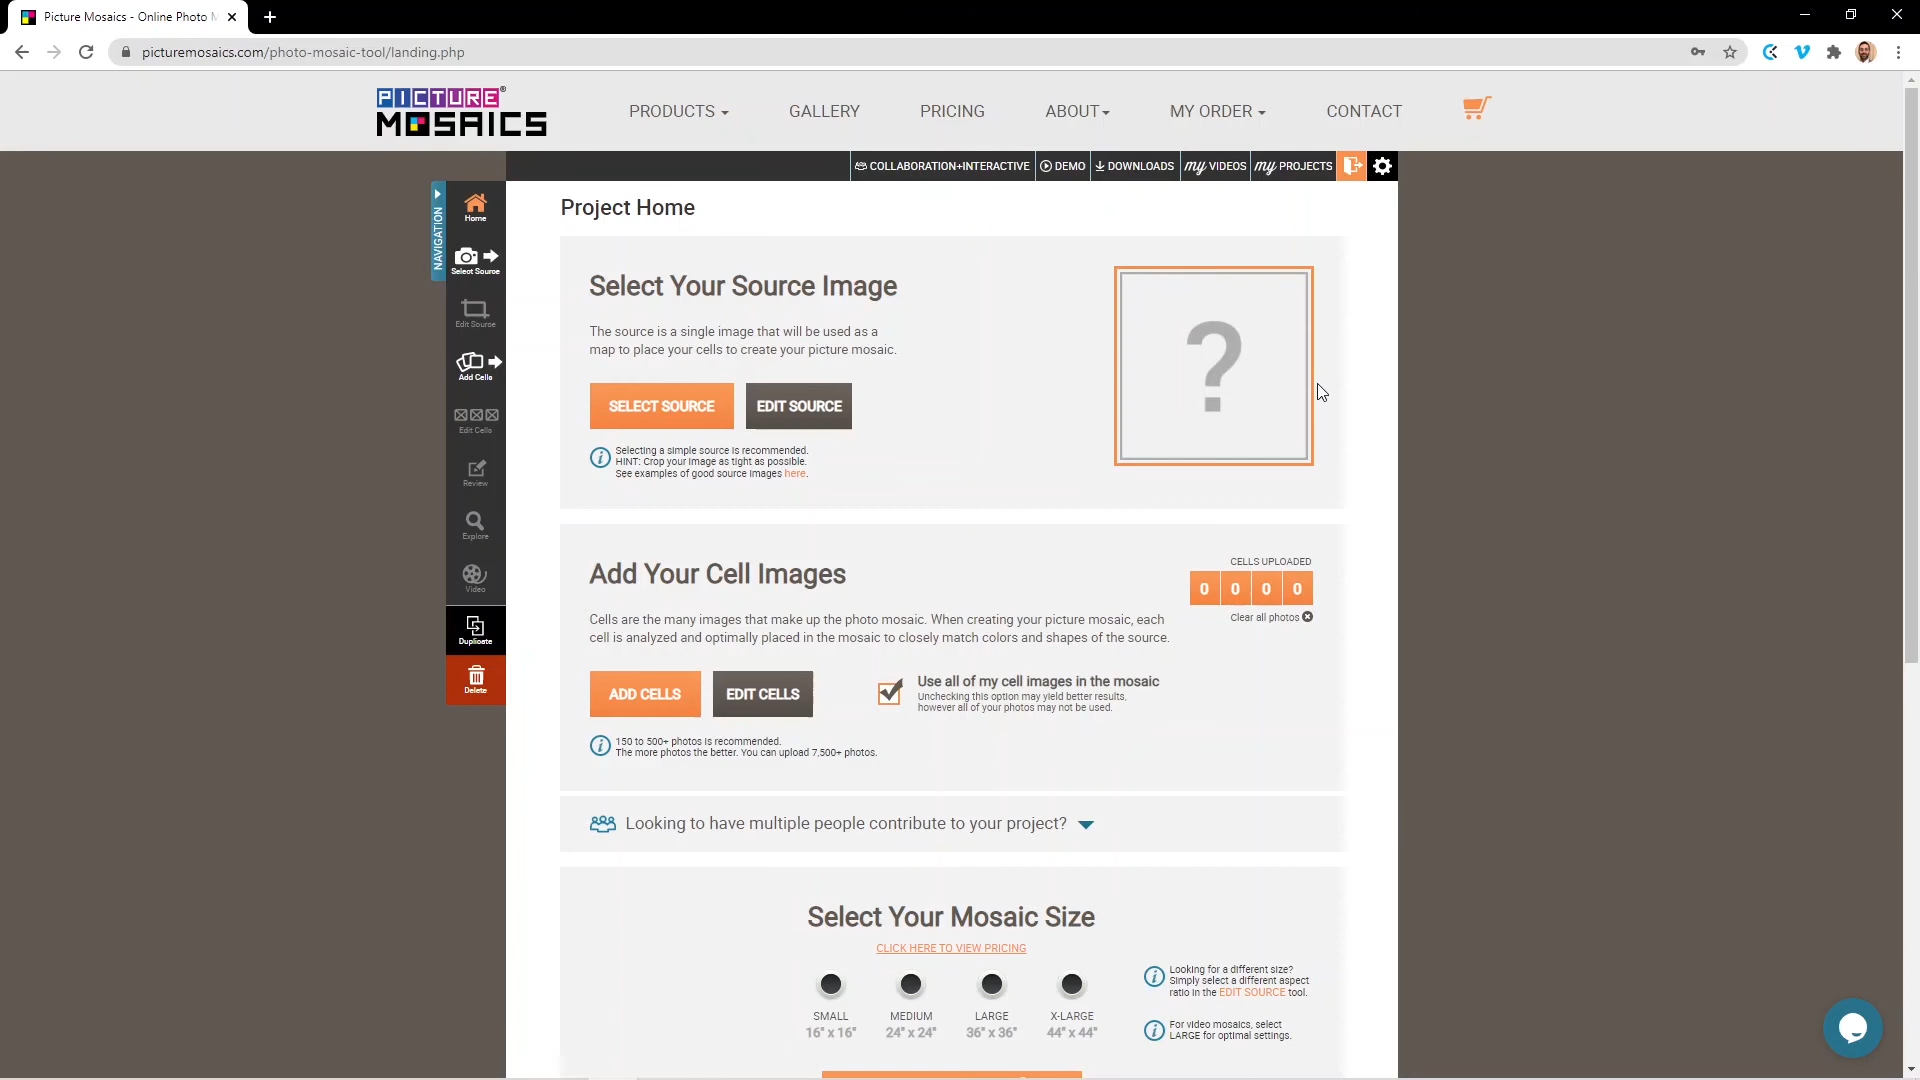 Picture Mosaics - Online Photo M
picturemosaics.com/photo-mosaic-tool/landing.php
PICTURE®
MOSAICS
PRODUCTS
GALLERY
PRICING
ABOUT
MY ORDER
CONTACT
COLLABORATION+INTERACTIVE
DEMO
DOWNLOADS
my VIDEOS
my PROJECTS
NAVIGATION
Home
Select Source
Edit Source
Add Cells
Edit Cells
Review
Explore
Video
Duplicate
Delete
Project Home
Select Your Source Image
The source is a single image that will be used as a
map to place your cells to create your picture mosaic.
SELECT SOURCE
EDIT SOURCE
Selecting a simple source is recommended.
HINT: Crop your image as tight as possible.
See examples of good source images here.
?
Add Your Cell Images
CELLS UPLOADED
0 0 0 0
Clear all photos
Cells are the many images that make up the photo mosaic. When creating your picture mosaic, each
cell is analyzed and optimally placed in the mosaic to closely match colors and shapes of the source.
ADD CELLS
EDIT CELLS
Use all of my cell images in the mosaic
Unchecking this option may yield better results,
however all of your photos may not be used.
150 to 500+ photos is recommended.
The more photos the better. You can upload 7,500+ photos.
Looking to have multiple people contribute to your project?
Select Your Mosaic Size
CLICK HERE TO VIEW PRICING
SMALL
16" x 16"
MEDIUM
24" x 24"
LARGE
36" x 36"
X-LARGE
44" x 44"
Looking for a different size?
Simply select a different aspect
ratio in the EDIT SOURCE tool.
For video mosaics, select
LARGE for optimal settings.